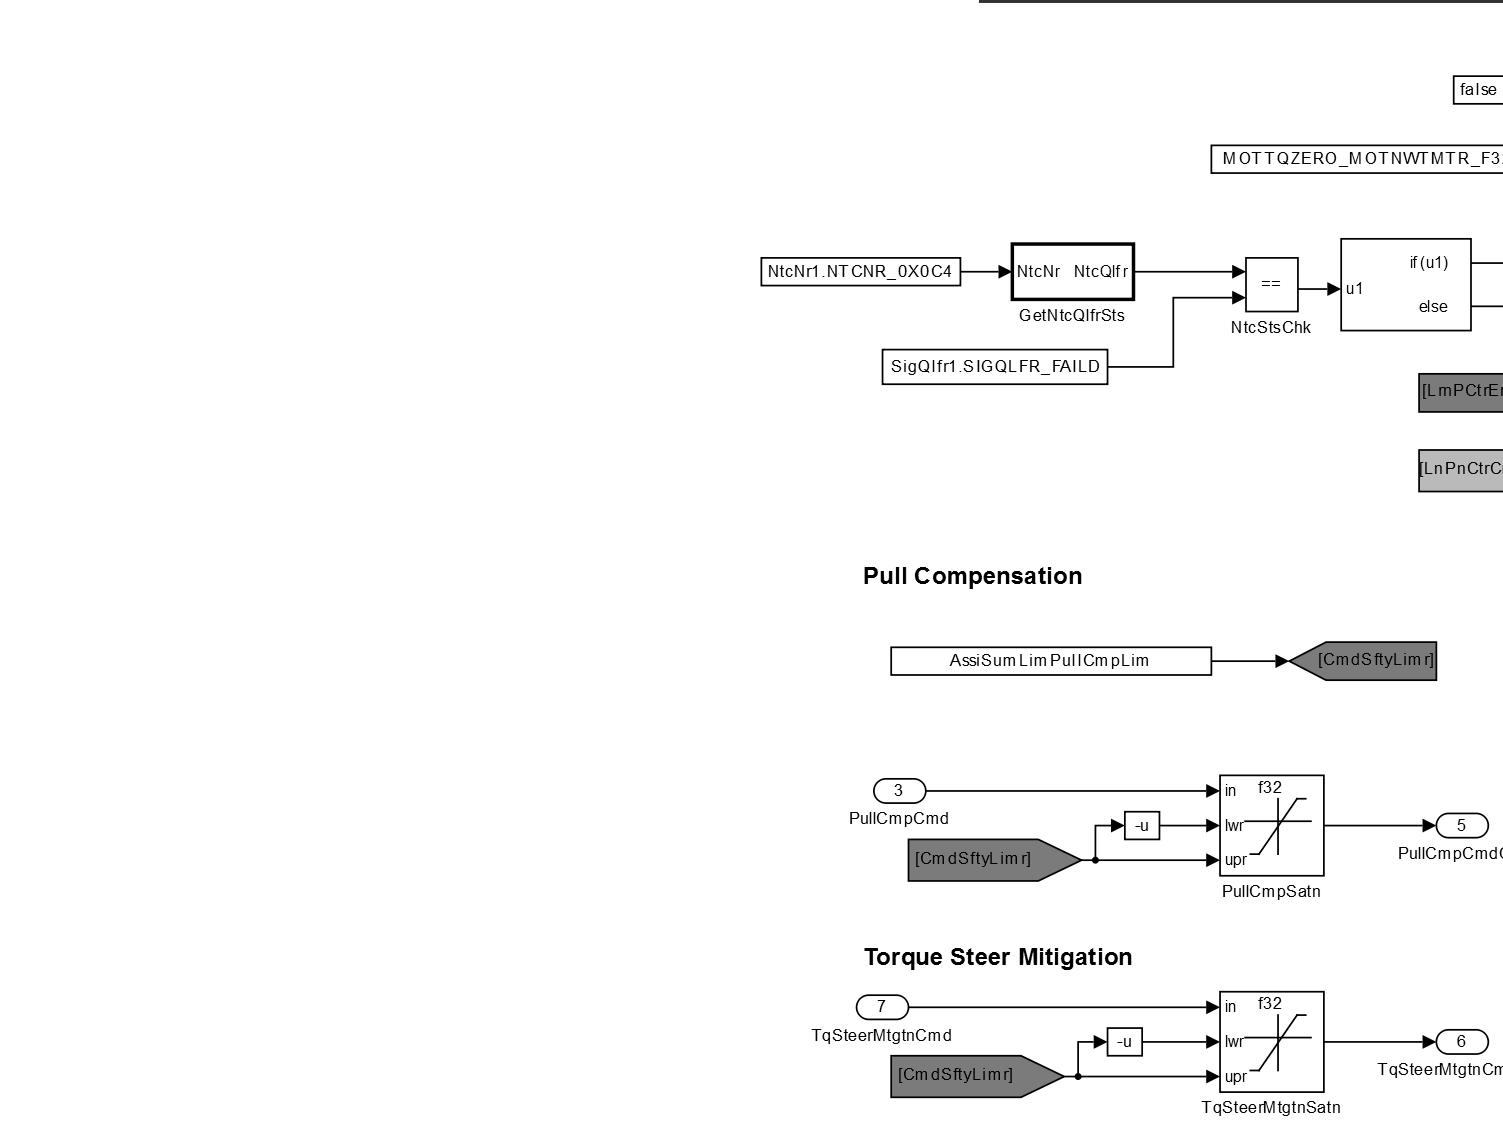 false
MOTTQZERO_MOTNWTMTR_F3
NtcNr1.NTCNR_0X0C4
NtcNr NtcQlfr
GetNtcQlfrSts
==
NtcStsChk
u1
if(u1)
else
SigQlfr1.SIGQLFR_FAILD
[LmPCtrEn
[LnPnCtrC
Pull Compensation
AssiSumLimPullCmpLim
[CmdSftyLimr]
3
PullCmpCmd
[CmdSftyLimr]
-u
f32
in
lwr
upr
PullCmpSatn
5
PullCmpCmd
Torque Steer Mitigation
7
TqSteerMtgtnCmd
[CmdSftyLimr]
-u
f32
in
lwr
upr
TqSteerMtgtnSatn
6
TqSteerMtgtnCm